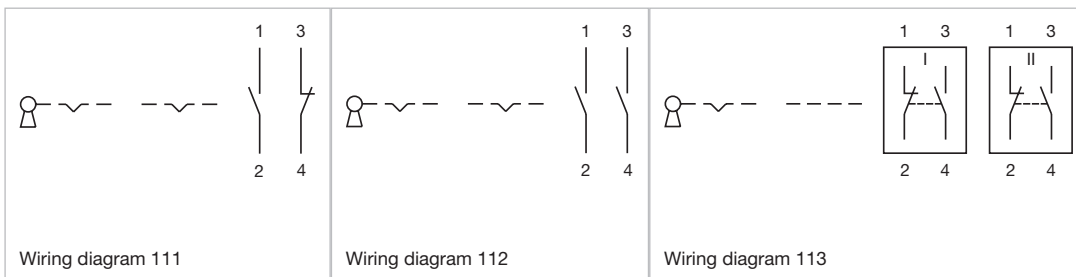 1 3
2 4
Wiring diagram 111
1 3
2 4
Wiring diagram 112
1 3 1 3
I II
2 4 2 4
Wiring diagram 113